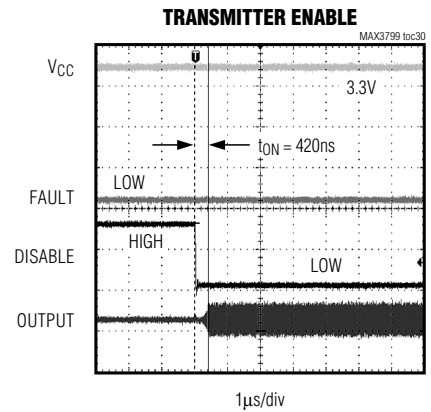 TRANSMITTER ENABLE
MAX3799 toc30
VCC
3.3V
tON = 420ns
LOW
FAULT
HIGH
DISABLE
LOW
OUTPUT
1μs/div